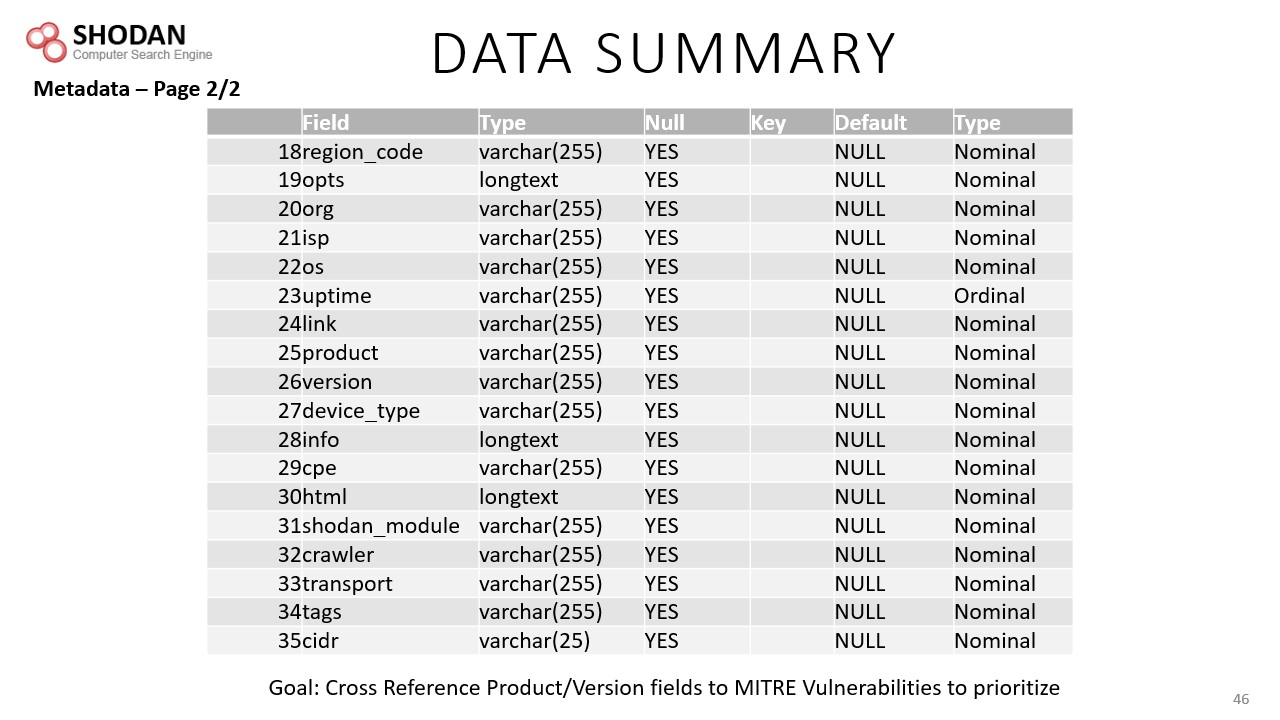 SHODAN
Computer Search Engine
DATA SUMMARY
Metadata – Page 2/2
Field Type Null Key Default Type
18 region_code varchar(255) YES NULL Nominal
19 opts longtext YES NULL Nominal
20 org varchar(255) YES NULL Nominal
21 isp varchar(255) YES NULL Nominal
22 os varchar(255) YES NULL Nominal
23 uptime varchar(255) YES NULL Ordinal
24 link varchar(255) YES NULL Nominal
25 product varchar(255) YES NULL Nominal
26 version varchar(255) YES NULL Nominal
27 device_type varchar(255) YES NULL Nominal
28 info longtext YES NULL Nominal
29 cpe varchar(255) YES NULL Nominal
30 html longtext YES NULL Nominal
31 shodan_module varchar(255) YES NULL Nominal
32 crawler varchar(255) YES NULL Nominal
33 transport varchar(255) YES NULL Nominal
34 tags varchar(255) YES NULL Nominal
35 cidr varchar(25) YES NULL Nominal
Goal: Cross Reference Product/Version fields to MITRE Vulnerabilities to prioritize
46